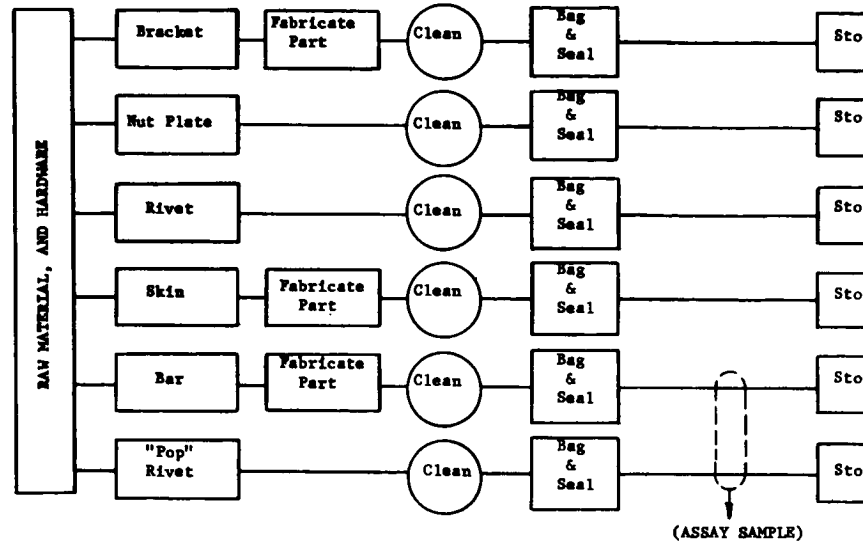 RAW MATERIAL, AND HARDWARE
Bracket
Fabricate
Part
Clean
Bag
&
Seal
Sto
Nut Plate
Clean
Bag
&
Seal
Sto
Rivet
Clean
Bag
&
Seal
Sto
Skin
Fabricate
Part
Clean
Bag
&
Seal
Sto
Bar
Fabricate
Part
Clean
Bag
&
Seal
Sto
"Pop"
Rivet
Clean
Bag
&
Seal
Sto
(ASSAY SAMPLE)